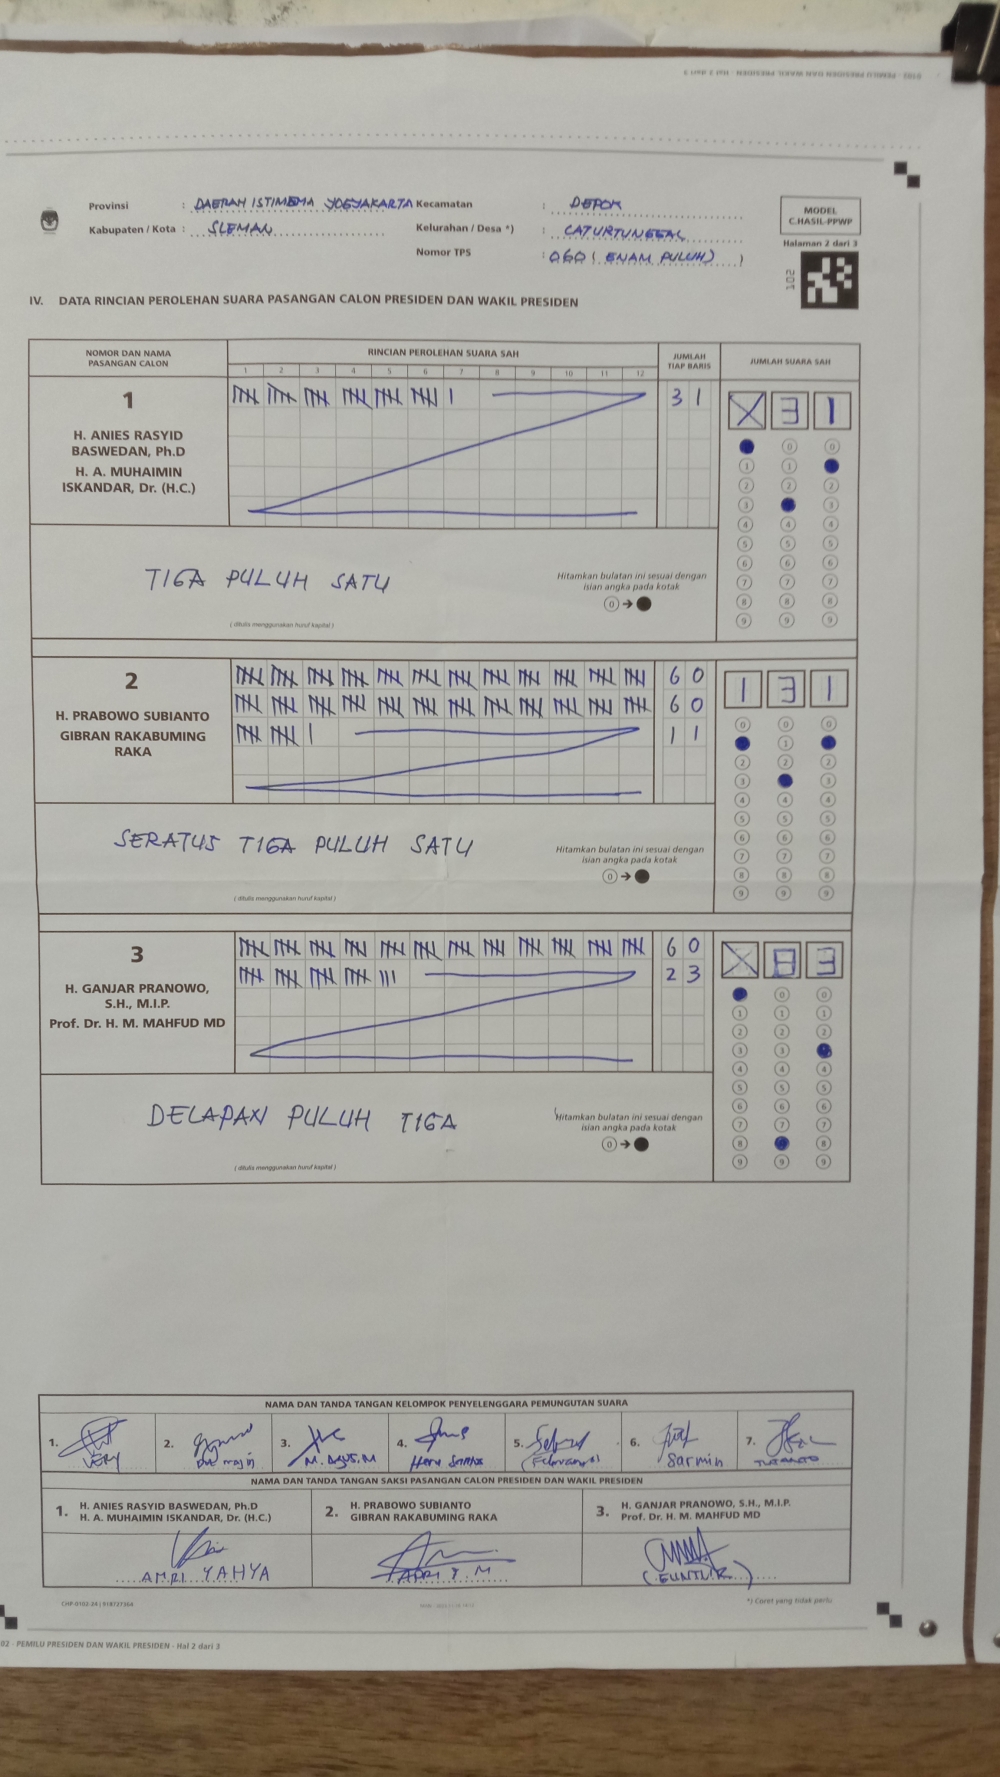 Provinsi : DAERAH ISTIMEWA YOGYAKARTA Kecamatan : DEPOK
Kabupaten / Kota : SLEMAN Kelurahan / Desa *) : CATURTUNGGAL
Nomor TPS : 060 ( ENAM PULUH )
MODEL
C.HASIL-PPWP
Halaman 2 dari 3
201
IV. DATA RINCIAN PEROLEHAN SUARA PASANGAN CALON PRESIDEN DAN WAKIL PRESIDEN
NOMOR DAN NAMA
PASANGAN CALON
RINCIAN PEROLEHAN SUARA SAH
1 2 3 4 5 6 7 8 9 10 11 12
JUMLAH
TIAP BARIS
JUMLAH SUARA SAH
1
H. ANIES RASYID
BASWEDAN, Ph.D
H. A. MUHAIMIN
ISKANDAR, Dr. (H.C.)
31
X 3 1
TIGA PULUH SATU
(ditulis menggunakan huruf kapital)
Hitamkan bulatan ini sesuai dengan
isian angka pada kotak
2
H. PRABOWO SUBIANTO
GIBRAN RAKABUMING
RAKA
60
60
11
1 3 1
SERATUS TIGA PULUH SATU
(ditulis menggunakan huruf kapital)
Hitamkan bulatan ini sesuai dengan
isian angka pada kotak
3
H. GANJAR PRANOWO,
S.H., M.I.P.
Prof. Dr. H. M. MAHFUD MD
60
23
X 8 3
DELAPAN PULUH TIGA
(ditulis menggunakan huruf kapital)
Hitamkan bulatan ini sesuai dengan
isian angka pada kotak
NAMA DAN TANDA TANGAN KELOMPOK PENYELENGGARA PEMUNGUTAN SUARA
1. VERY 2. 3. M. AGUS. M 4. 5. 6. Sarmin 7.
NAMA DAN TANDA TANGAN SAKSI PASANGAN CALON PRESIDEN DAN WAKIL PRESIDEN
1. H. ANIES RASYID BASWEDAN, Ph.D
H. A. MUHAIMIN ISKANDAR, Dr. (H.C.)
2. H. PRABOWO SUBIANTO
GIBRAN RAKABUMING RAKA
3. H. GANJAR PRANOWO, S.H., M.I.P.
Prof. Dr. H. M. MAHFUD MD
AMRI YAHYA
*) Coret yang tidak perlu
02 - PEMILU PRESIDEN DAN WAKIL PRESIDEN - Hal 2 dari 3